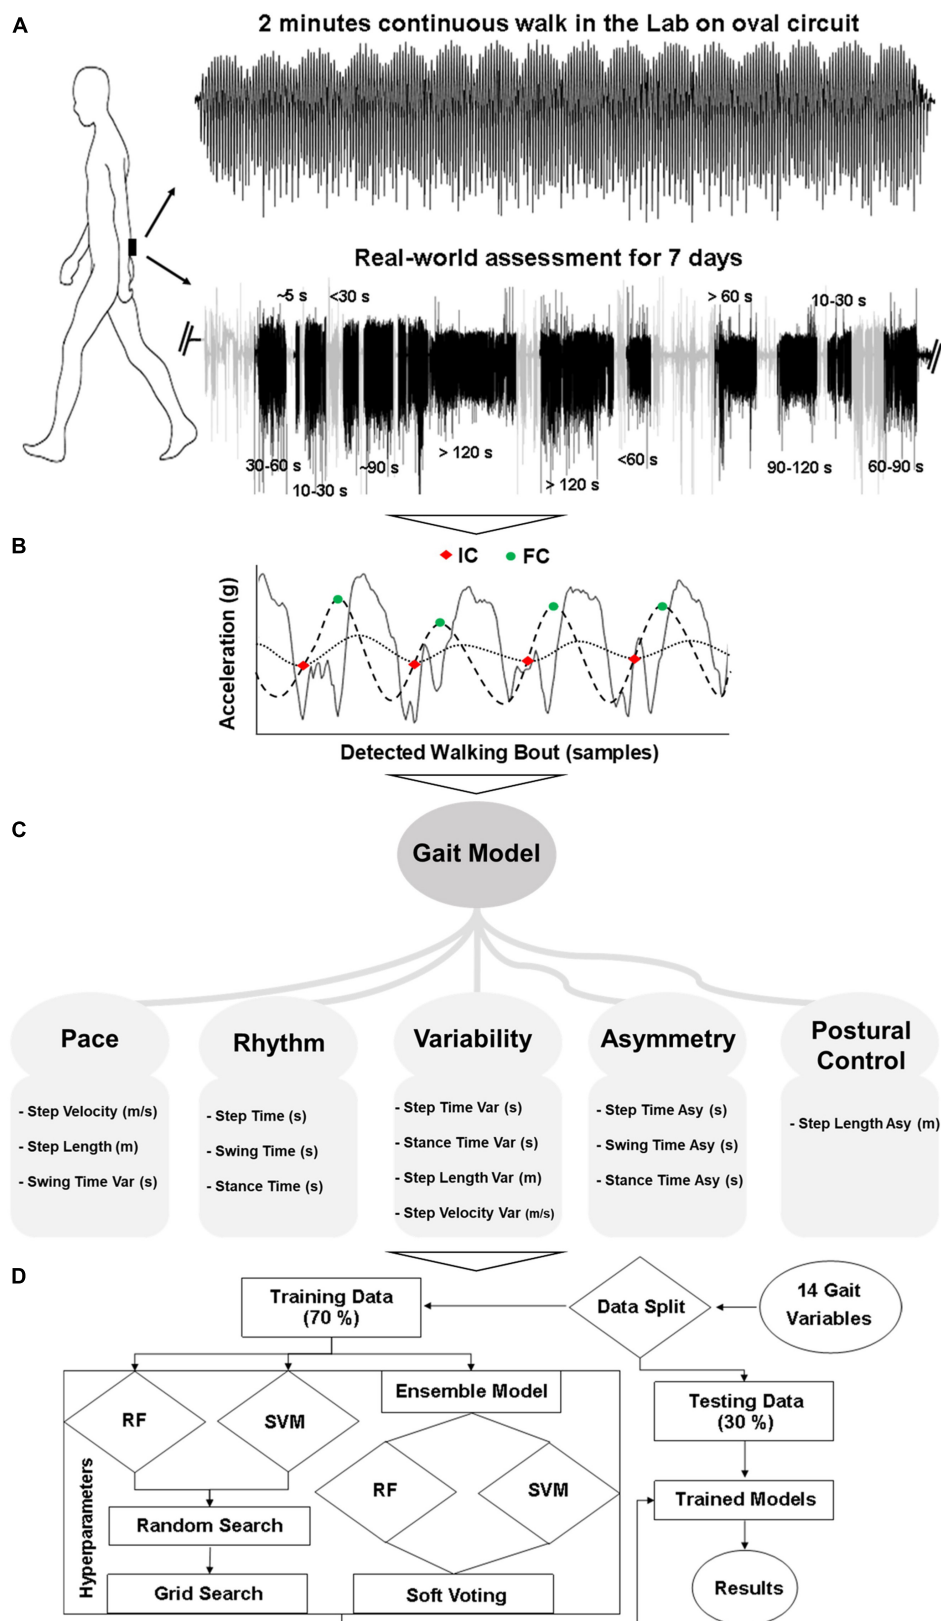 A
2 minutes continuous walk in the Lab on oval circuit
Real-world assessment for 7 days
~5 s
<30 s
> 60 s
10-30 s
30-60 s
10-30 s
~90 s
> 120 s
> 120 s
<60 s
90-120 s
60-90 s
B
IC
FC
Acceleration (g)
Detected Walking Bout (samples)
C
Gait Model
Pace
- Step Velocity (m/s)
- Step Length (m)
- Swing Time Var (s)
Rhythm
- Step Time (s)
- Swing Time (s)
- Stance Time (s)
Variability
- Step Time Var (s)
- Stance Time Var (s)
- Step Length Var (m)
- Step Velocity Var (m/s)
Asymmetry
- Step Time Asy (s)
- Swing Time Asy (s)
- Stance Time Asy (s)
Postural
Control
- Step Length Asy (m)
D
Training Data
(70 %)
Data Split
14 Gait
Variables
RF
SVM
Ensemble Model
RF
SVM
Hyperparameters
Random Search
Grid Search
Soft Voting
Testing Data
(30 %)
Trained Models
Results